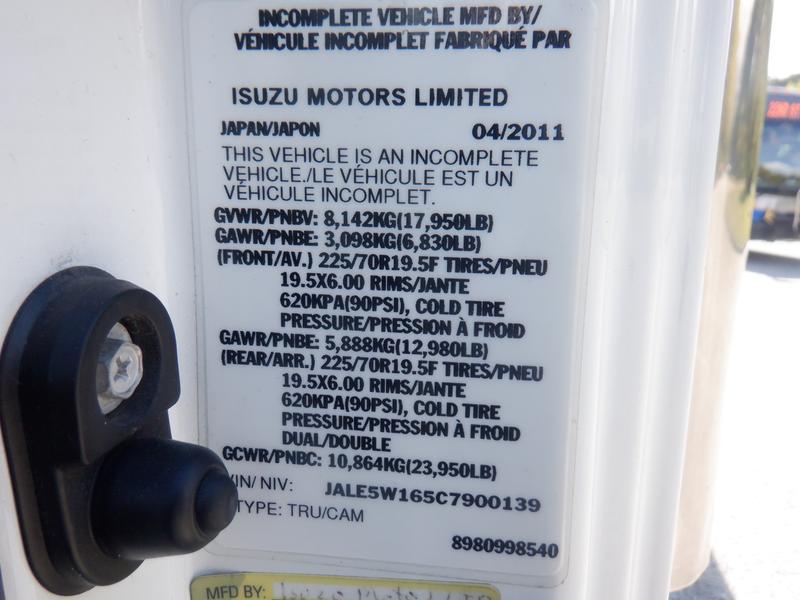 INCOMPLETE VEHICLE MFD BY/
VÉHICULE INCOMPLET FABRIQUÉ PAR
ISUZU MOTORS LIMITED
JAPAN/JAPON 04/2011
THIS VEHICLE IS AN INCOMPLETE
VEHICLE./LE VÉHICULE EST UN
VÉHICULE INCOMPLET.
GVWR/PNBV: 8,142KG(17,950LB)
GAWR/PNBE: 3,098KG(6,830LB)
(FRONT/AV.) 225/70R19.5F TIRES/PNEU
19.5X6.00 RIMS/JANTE
620KPA(90PSI), COLD TIRE
PRESSURE/PRESSION À FROID
GAWR/PNBE: 5,888KG(12,980LB)
(REAR/ARR.) 225/70R19.5F TIRES/PNEU
19.5X6.00 RIMS/JANTE
620KPA(90PSI), COLD TIRE
PRESSURE/PRESSION À FROID
DUAL/DOUBLE
GCWR/PNBC: 10,864KG(23,950LB)
VIN/ NIV: JALE5W165C7900139
TYPE: TRU/CAM
8980998540
MFD BY: